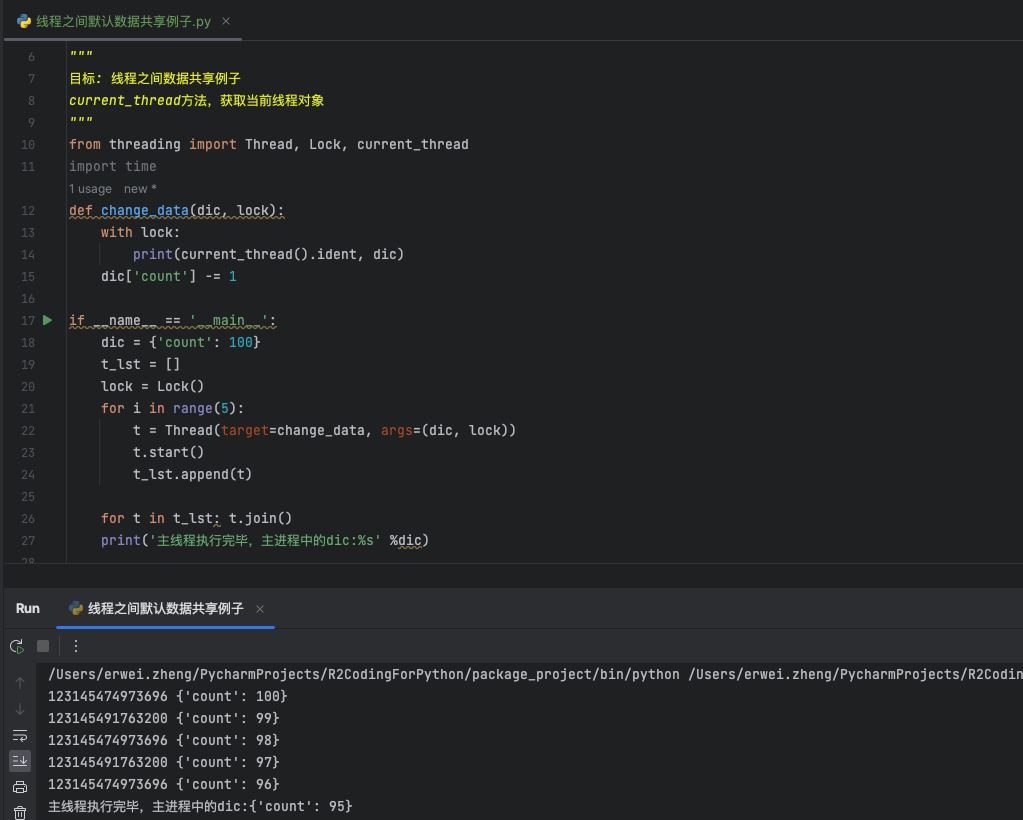 线程之间默认数据共享例子.py ×
6 """
7 目标: 线程之间数据共享例子
8 current_thread方法，获取当前线程对象
9 """
10 from threading import Thread, Lock, current_thread
11 import time
1 usage new *
12 def change_data(dic, lock):
13 with lock:
14 print(current_thread().ident, dic)
15 dic['count'] -= 1
16
17 if __name__ == '__main__':
18 dic = {'count': 100}
19 t_lst = []
20 lock = Lock()
21 for i in range(5):
22 t = Thread(target=change_data, args=(dic, lock))
23 t.start()
24 t_lst.append(t)
25
26 for t in t_lst: t.join()
27 print('主线程执行完毕，主进程中的dic:%s' %dic)
28
Run 线程之间默认数据共享例子 ×
/Users/erwei.zheng/PycharmProjects/R2CodingForPython/package_project/bin/python /Users/erwei.zheng/PycharmProjects/R2Codin
123145474973696 {'count': 100}
123145491763200 {'count': 99}
123145474973696 {'count': 98}
123145491763200 {'count': 97}
123145474973696 {'count': 96}
主线程执行完毕，主进程中的dic:{'count': 95}